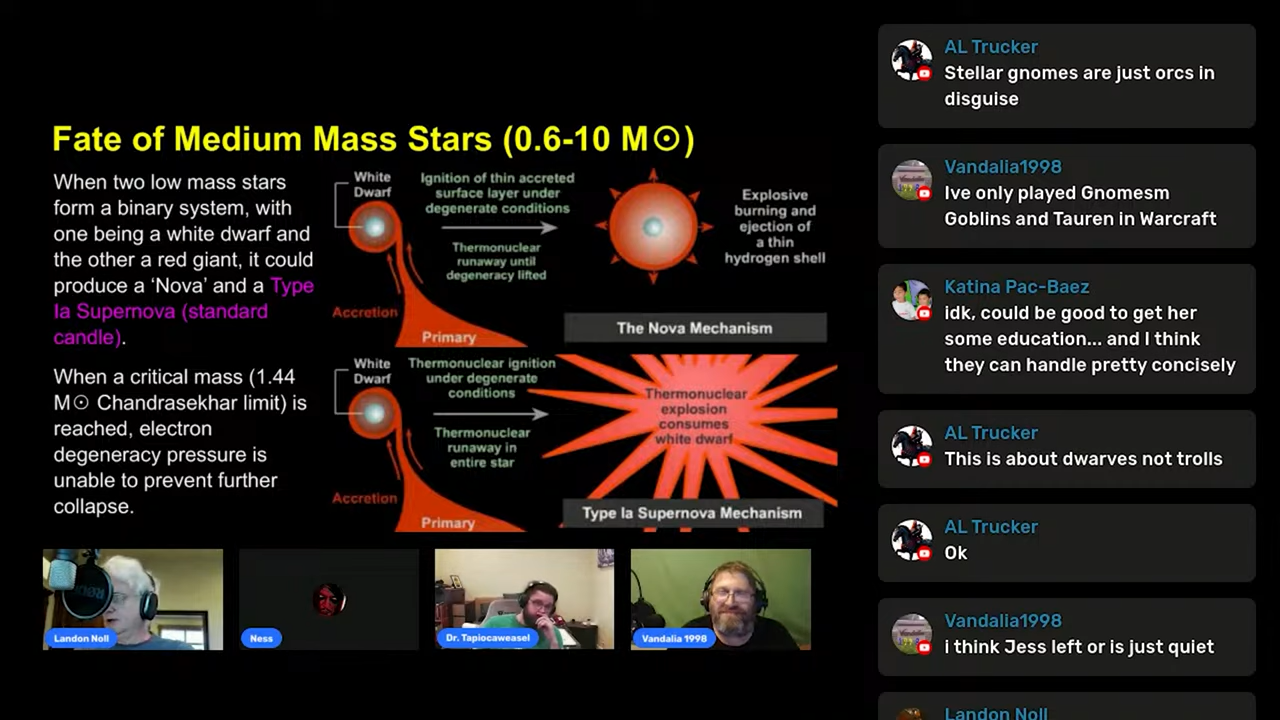 Fate of Medium Mass Stars (0.6-10 M☉)
When two low mass stars
form a binary system, with
one being a white dwarf and
the other a red giant, it could
produce a ‘Nova’ and a Type
Ia Supernova (standard
candle).
When a critical mass (1.44
M☉ Chandrasekhar limit) is
reached, electron
degeneracy pressure is
unable to prevent further
collapse.
White
Dwarf
Ignition of thin accreted
surface layer under
degenerate conditions
Thermonuclear
runaway until
degeneracy lifted
Explosive
burning and
ejection of
a thin
hydrogen shell
Accretion
Primary
The Nova Mechanism
White
Dwarf
Thermonuclear ignition
under degenerate
conditions
Thermonuclear
runaway in
entire star
Thermonuclear
explosion
consumes
white dwarf
Accretion
Primary
Type Ia Supernova Mechanism
RØDE
Landon Noll
Ness
Dr. Tapiocaweasel
Vandalia 1998
AL Trucker
Stellar gnomes are just orcs in
disguise
Vandalia1998
Ive only played Gnomesm
Goblins and Tauren in Warcraft
Katina Pac-Baez
idk, could be good to get her
some education... and I think
they can handle pretty concisely
AL Trucker
This is about dwarves not trolls
AL Trucker
Ok
Vandalia1998
i think Jess left or is just quiet
Landon Noll